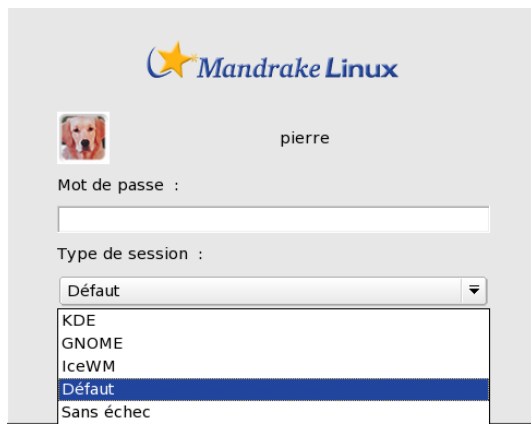 Mandrake Linux
pierre
Mot de passe :
Type de session :
Défaut
KDE
GNOME
IceWM
Défaut
Sans échec